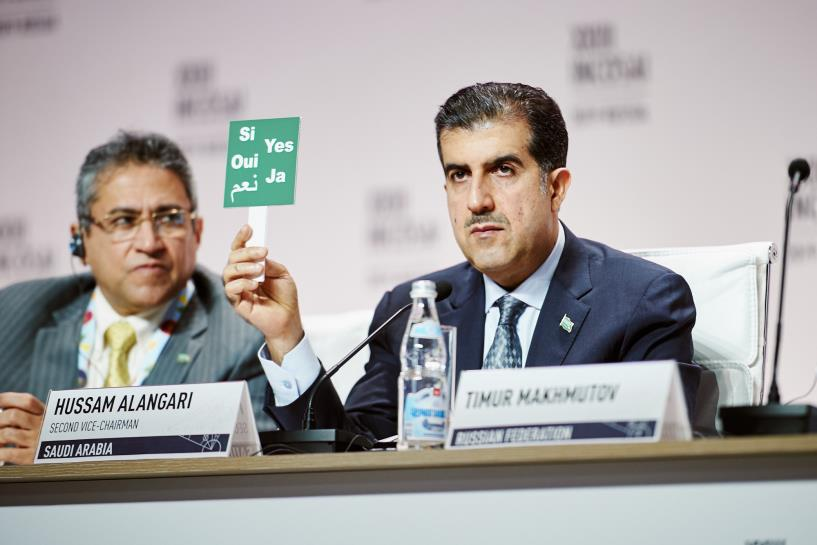 Si
Yes
Oui
Ja
نعم
HUSSAM ALANGARI
SECOND VICE-CHAIRMAN
SAUDI ARABIA
TIMUR MAKHMUTOV
RUSSIAN FEDERATION